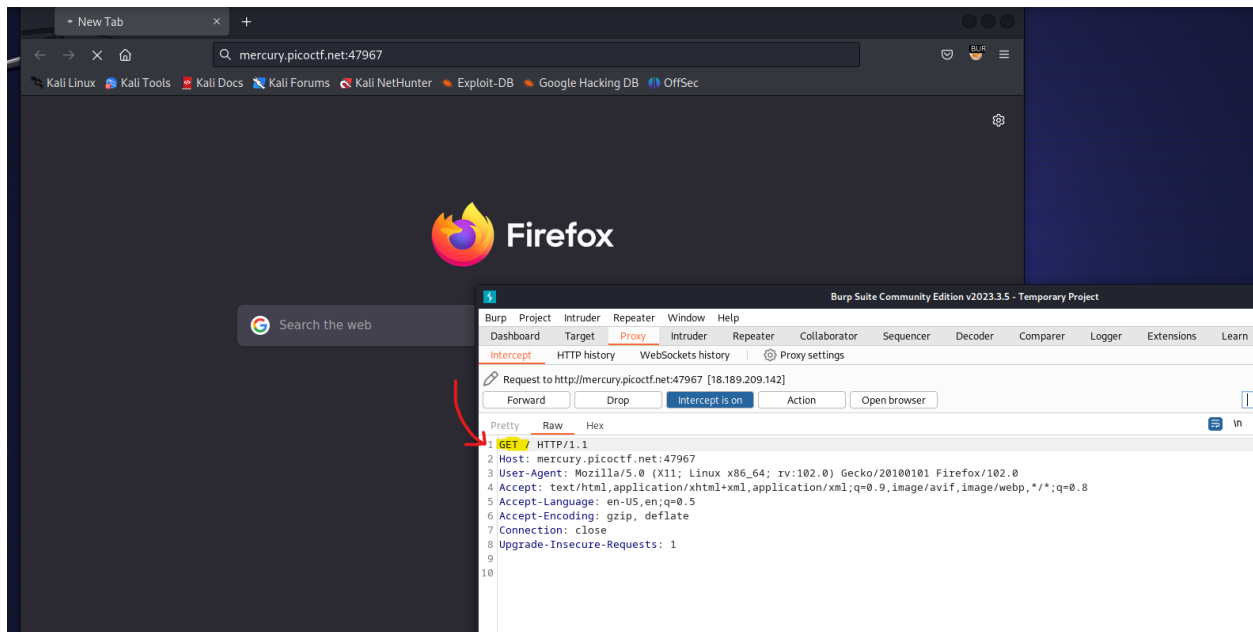 New Tab × +
mercury.picoctf.net:47967
BUR
Kali Linux Kali Tools Kali Docs Kali Forums Kali NetHunter Exploit-DB Google Hacking DB OffSec
Firefox
Search the web
Burp Suite Community Edition v2023.3.5 - Temporary Project
Burp Project Intruder Repeater Window Help
Dashboard Target Proxy Intruder Repeater Collaborator Sequencer Decoder Comparer Logger Extensions Learn
Intercept HTTP history WebSockets history Proxy settings
Request to http://mercury.picoctf.net:47967 [18.189.209.142]
Forward Drop Intercept is on Action Open browser
Pretty Raw Hex \n
1 GET / HTTP/1.1
2 Host: mercury.picoctf.net:47967
3 User-Agent: Mozilla/5.0 (X11; Linux x86_64; rv:102.0) Gecko/20100101 Firefox/102.0
4 Accept: text/html,application/xhtml+xml,application/xml;q=0.9,image/avif,image/webp,*/*;q=0.8
5 Accept-Language: en-US,en;q=0.5
6 Accept-Encoding: gzip, deflate
7 Connection: close
8 Upgrade-Insecure-Requests: 1
9
10